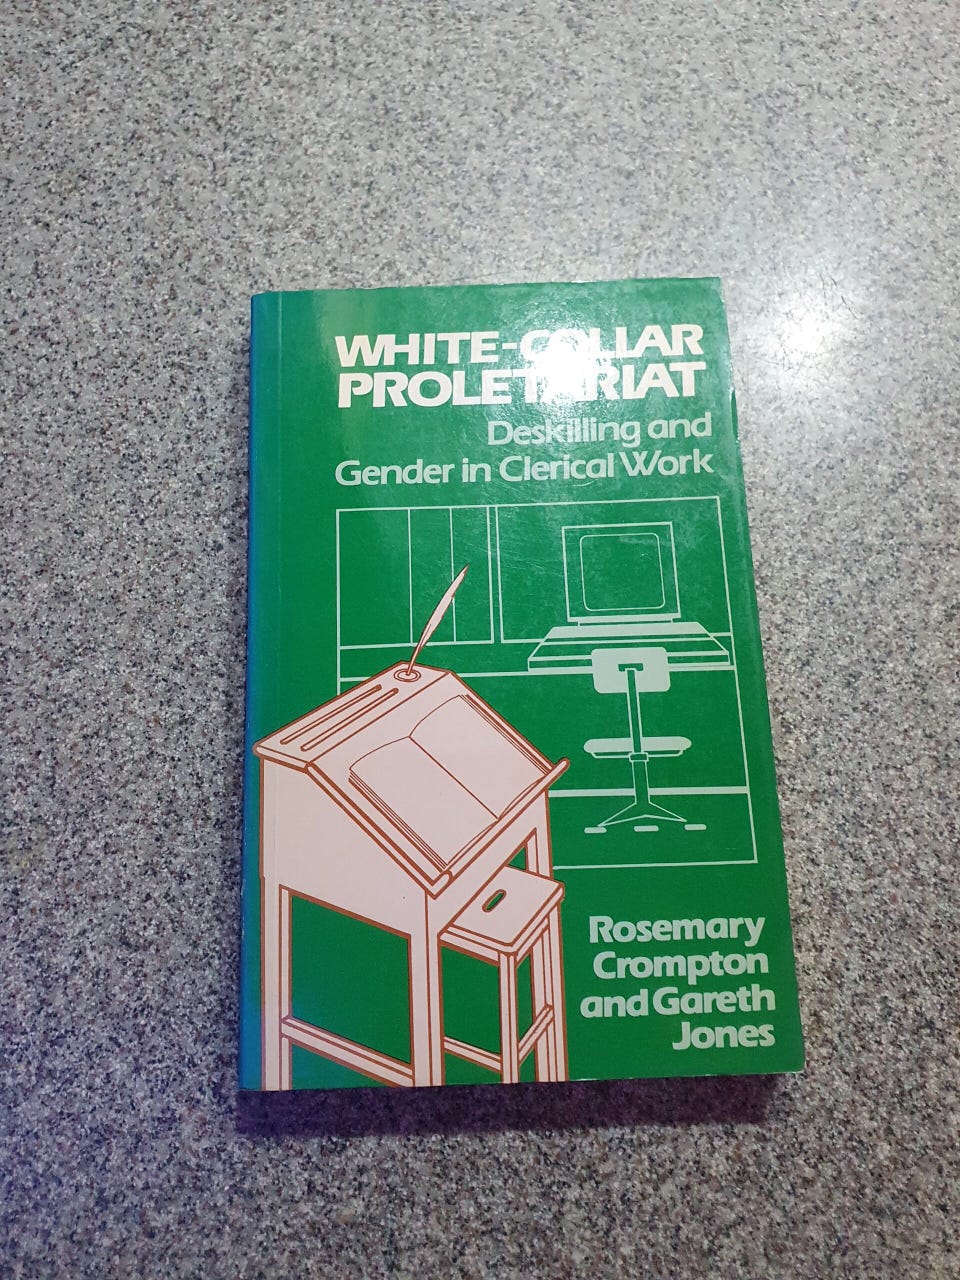 WHITE-COLLAR
PROLETARIAT
Deskilling and
Gender in Clerical Work
Rosemary
Crompton
and Gareth
Jones